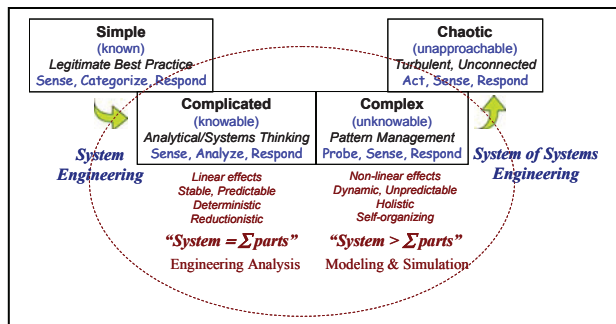 Simple
(known)
Legitimate Best Practice
Sense, Categorize, Respond
Chaotic
(unapproachable)
Turbulent, Unconnected
Act, Sense, Respond
Complicated
(knowable)
Analytical/Systems Thinking
Sense, Analyze, Respond
Complex
(unknowable)
Pattern Management
Probe, Sense, Respond
System
Engineering
System of Systems
Engineering
Linear effects
Stable, Predictable
Deterministic
Reductionistic
“System = Σparts”
Engineering Analysis
Non-linear effects
Dynamic, Unpredictable
Holistic
Self-organizing
“System > Σparts”
Modeling & Simulation